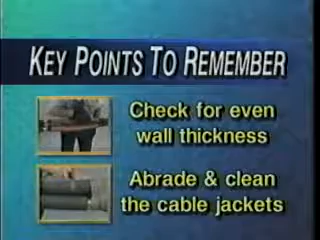 KEY POINTS TO REMEMBER
Check for even
wall thickness
Abrade & clean
the cable jackets